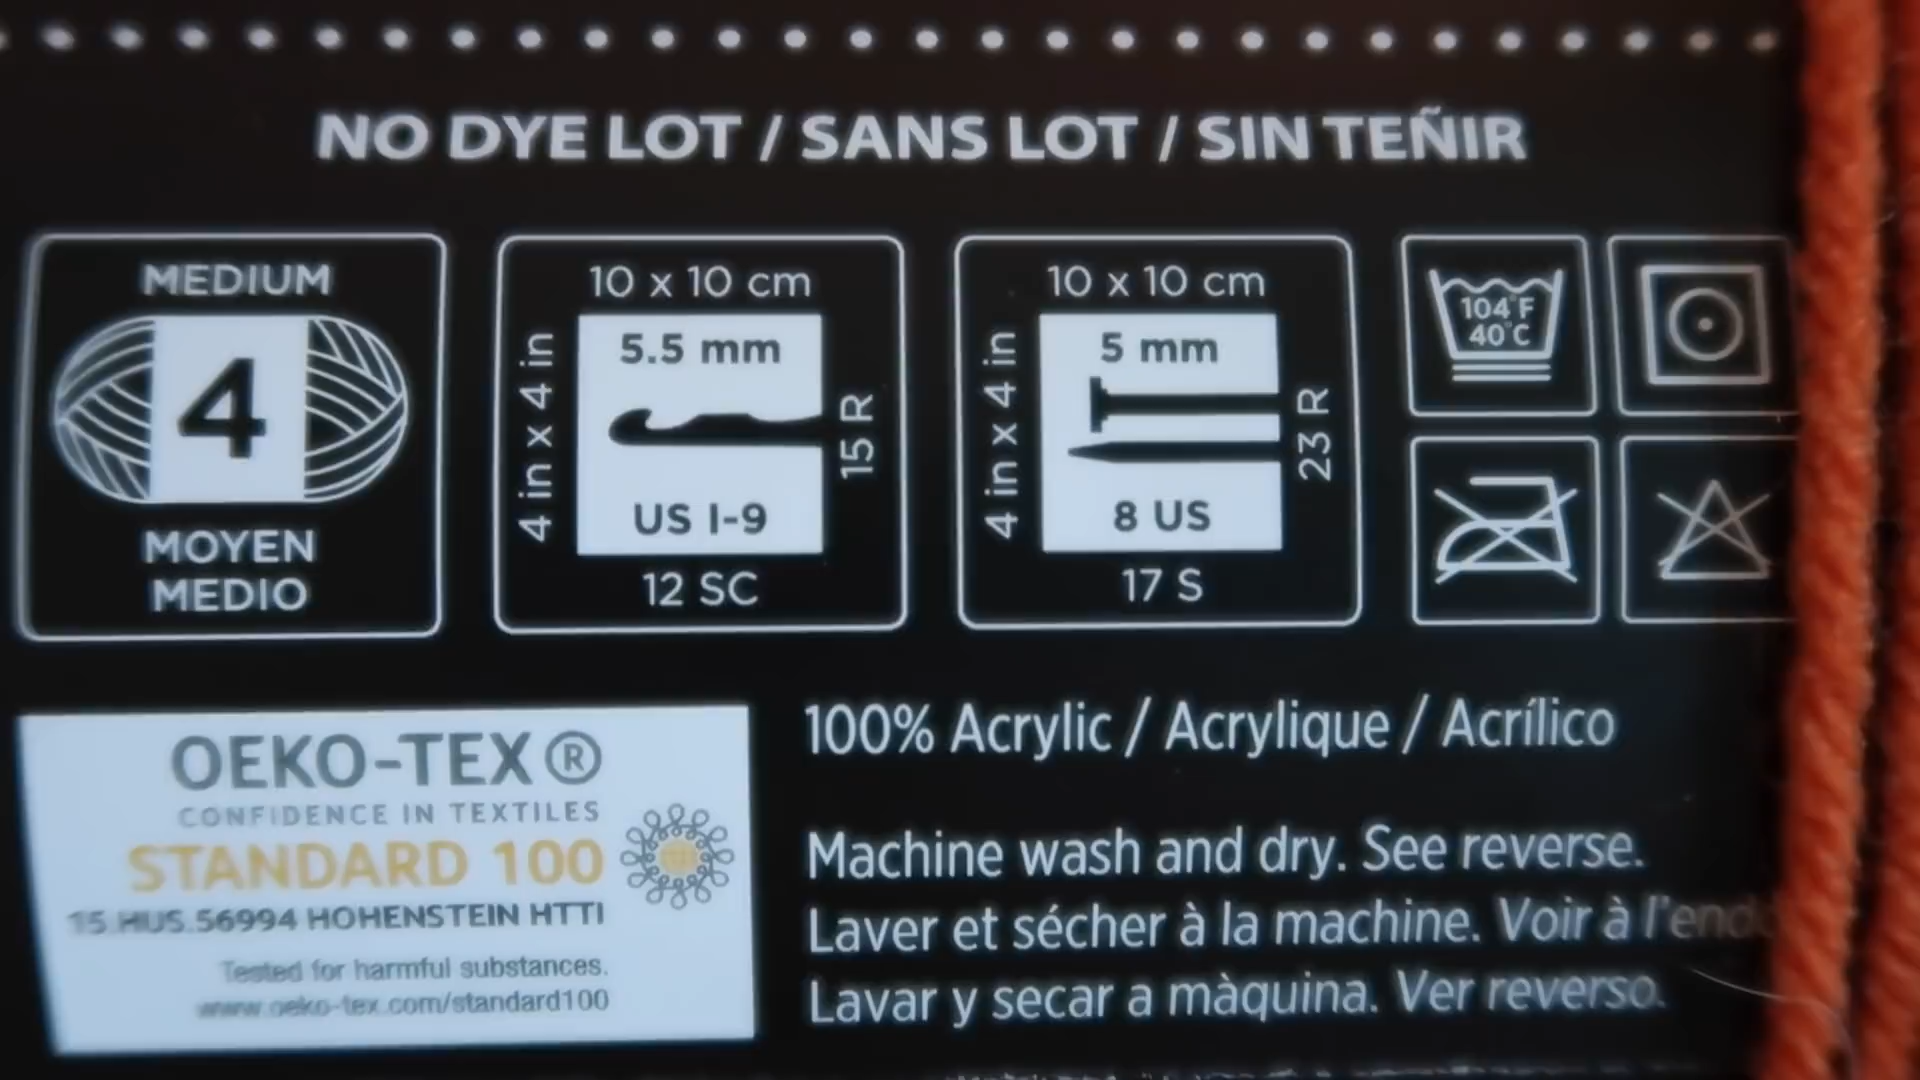 NO DYE LOT / SANS LOT / SIN TEÑIR
MEDIUM
4
MOYEN
MEDIO
10 x 10 cm
4 in x 4 in
5.5 mm
15 R
US I-9
12 SC
10 x 10 cm
4 in x 4 in
5 mm
23 R
8 US
17 S
104°F
40°C
OEKO-TEX®
CONFIDENCE IN TEXTILES
STANDARD 100
15.HUS.56994 HOHENSTEIN HTTI
Tested for harmful substances.
www.oeko-tex.com/standard100
100% Acrylic / Acrylique / Acrílico
Machine wash and dry. See reverse.
Laver et sécher à la machine. Voir à l'endo
Lavar y secar a màquina. Ver reverso.